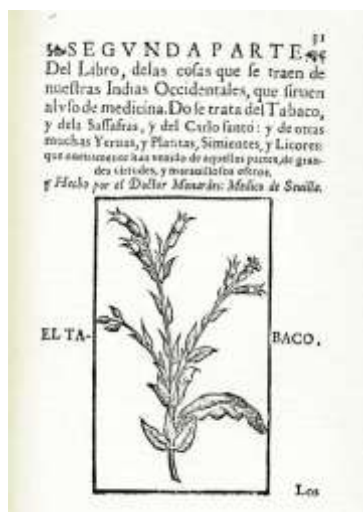 31
SEGVNDA PARTE
Del Libro, delas cosas que se traen de
nuestras Indias Occidentales, que siruen
al vso de medicina. Do se trata del Tabaco,
y dela Sassafras, y del Carlo sancto: y de otras
muchas Yeruas, y Plantas, Simientes, y Licores:
que nueuamente han venido de aquellas partes, de gran-
des virtudes, y marauillosos effectos.
Hecho por el Doctor Monardes: Medico de Seuilla.
EL TA-
BACO.
Los